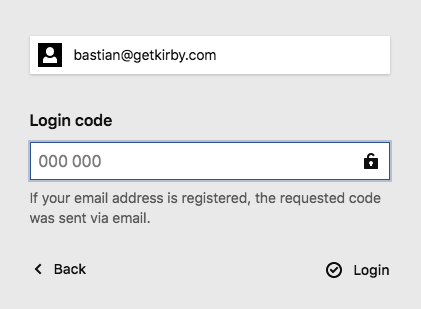 bastian@getkirby.com
Login code
000 000
If your email address is registered, the requested code
was sent via email.
Back
Login